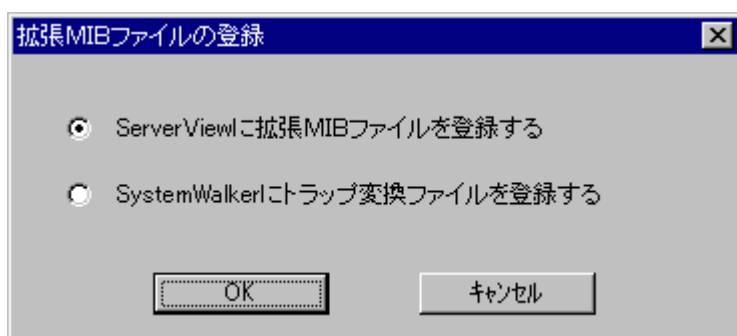 拡張MIBファイルの登録
ServerViewに拡張MIBファイルを登録する
SystemWalkerにトラップ変換ファイルを登録する
OK
キャンセル